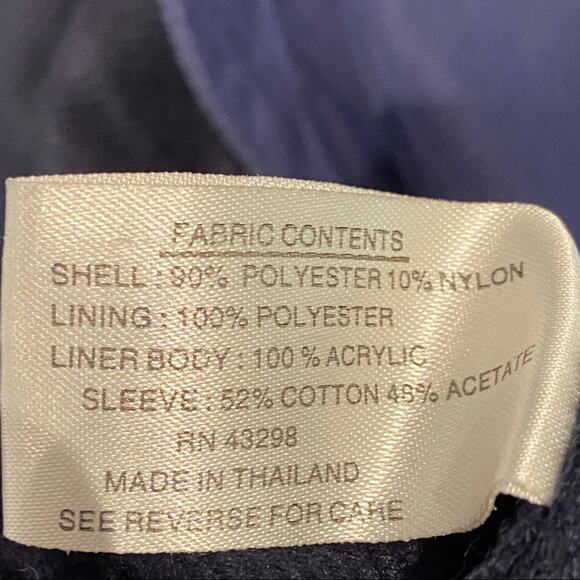 FABRIC CONTENTS
SHELL : 90% POLYESTER 10% NYLON
LINING : 100% POLYESTER
LINER BODY : 100 % ACRYLIC
SLEEVE : 52% COTTON 48% ACETATE
RN 43298
MADE IN THAILAND
SEE REVERSE FOR CARE